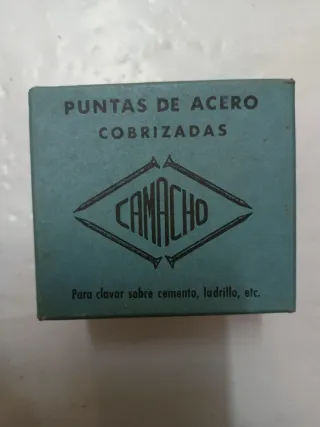 PUNTAS DE ACERO
COBRIZADAS
CAMACHO
Para clavar sobre cemento, ladrillo, etc.